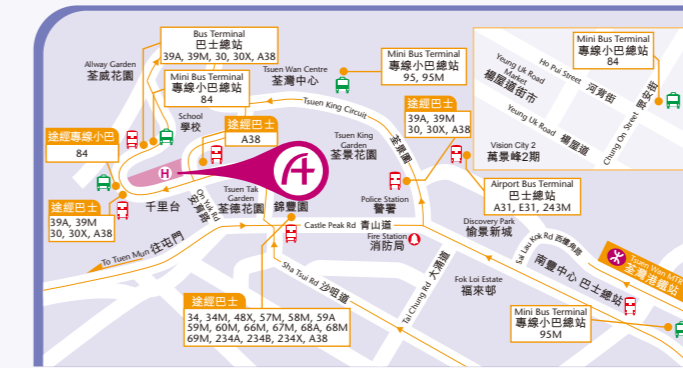 Bus Terminal
巴士總站
39A, 39M, 30, 30X, A38
Allway Garden
荃威花園
Mini Bus Terminal
專線小巴總站
84
Tsuen Wan Centre
荃灣中心
Mini Bus Terminal
專線小巴總站
95, 95M
Mini Bus Terminal
專線小巴總站
84
Yeung Uk Road
Market
楊屋道街市
Ho Pui Street 河背街
Yeung Uk Road 楊屋道
Chung On Street 眾安街
Tsuen King Circuit
荃景圍
途經巴士
39A, 39M
30, 30X, A38
School
學校
途經巴士
A38
途經專線小巴
84
H
Tsuen King
Garden
荃景花園
Vision City 2
萬景峰2期
Airport Bus Terminal
巴士總站
A31, E31, 243M
途經巴士
39A, 39M
30, 30X, A38
千里台
On Yuk Rd
安育路
Tsuen Tak
Garden
荃德花園
錦豐園
Police Station
警署
Castle Peak Rd 青山道
Fire Station
消防局
Discovery Park
愉景新城
Sai Lau Kok Rd 西樓角路
Tsuen Wan MTR
荃灣港鐵站
To Tuen Mun 往屯門
Sha Tsui Rd 沙咀道
Tai Chung Rd 大涌道
Fok Loi Estate
福來邨
南豐中心 巴士總站
途經巴士
34, 34M, 48X, 57M, 58M, 59A
59M, 60M, 66M, 67M, 68A, 68M
69M, 234A, 234B, 234X, A38
Mini Bus Terminal
專線小巴總站
95M